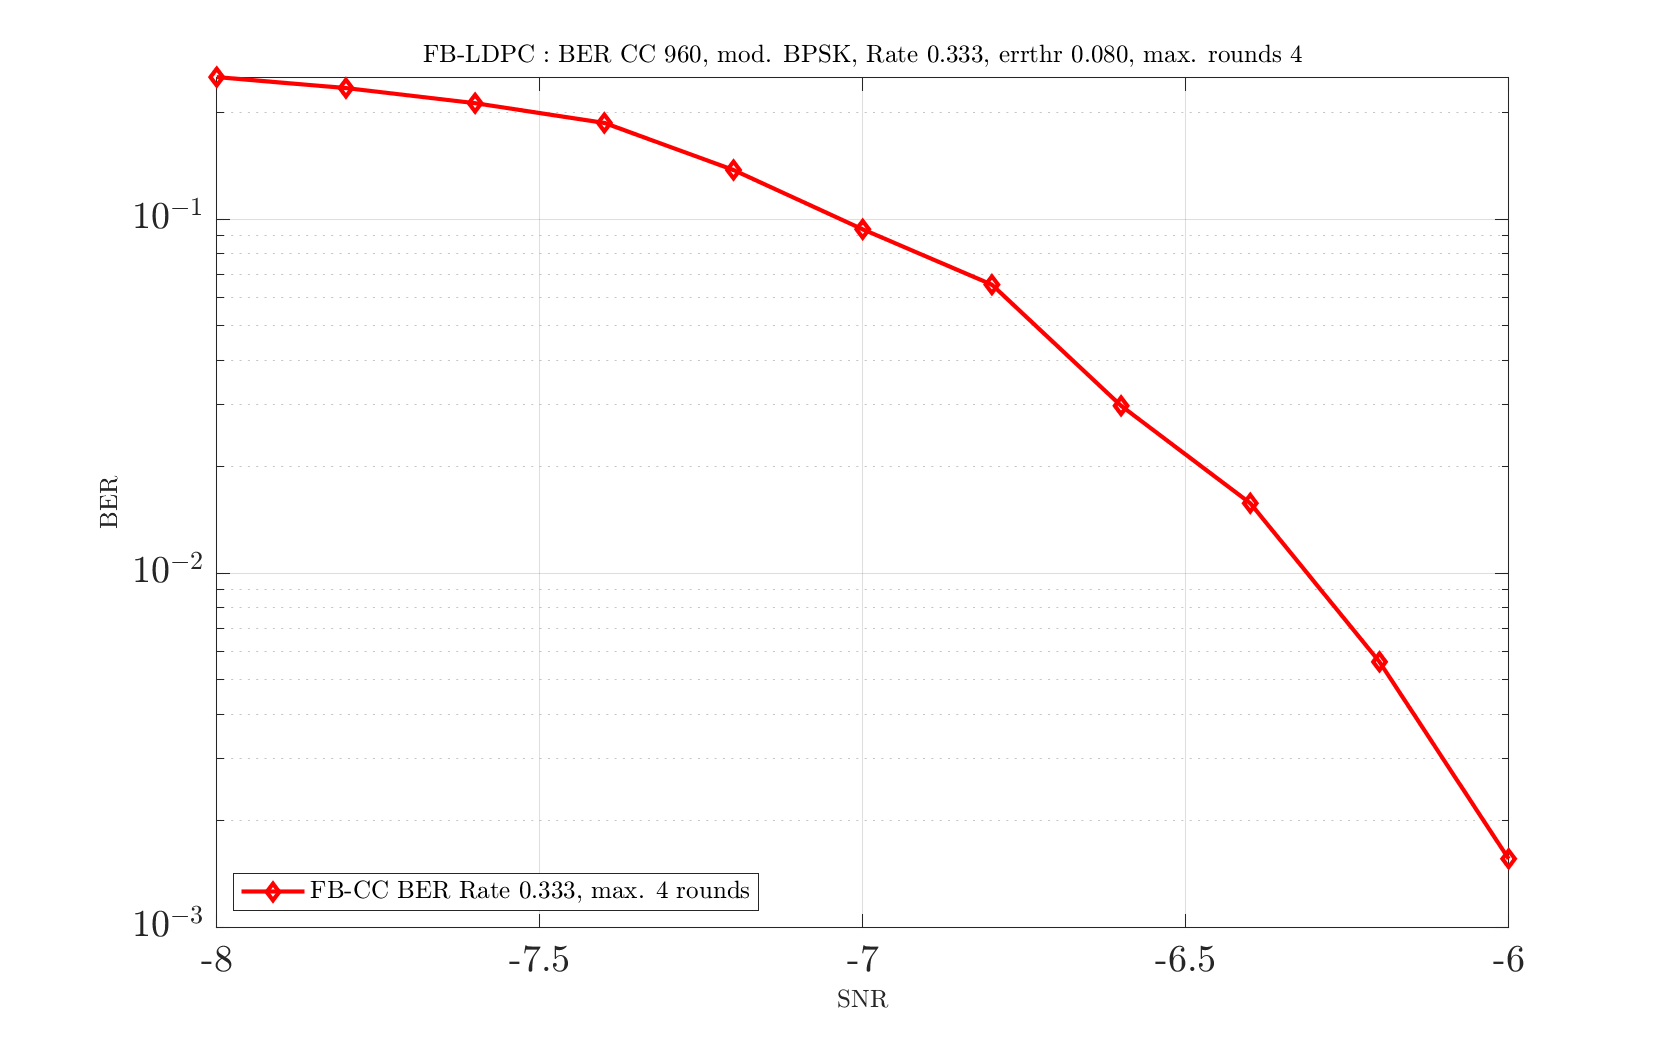 FB-LDPC : BER CC 960, mod. BPSK, Rate 0.333, errthr 0.080, max. rounds 4
10^{-1}
10^{-2}
10^{-3}
BER
FB-CC BER Rate 0.333, max. 4 rounds
-8 -7.5 -7 -6.5 -6
SNR